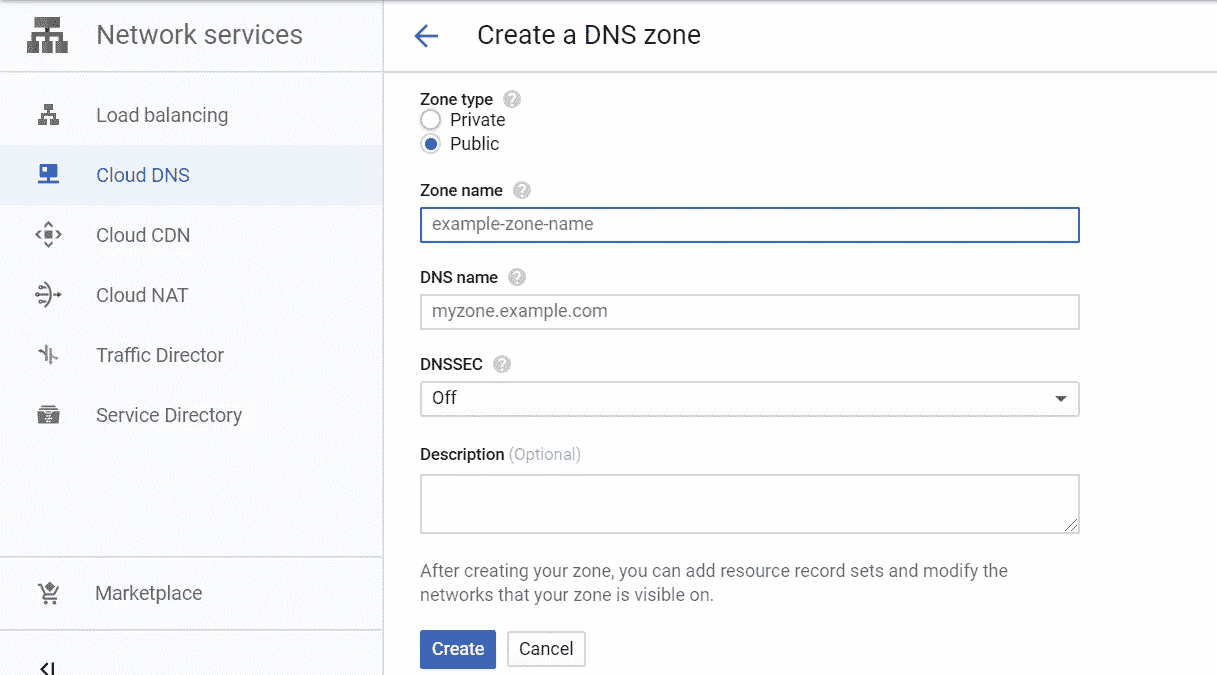 Network services
Load balancing
Cloud DNS
Cloud CDN
Cloud NAT
Traffic Director
Service Directory
Marketplace
Create a DNS zone
Zone type
Private
Public
Zone name
example-zone-name
DNS name
myzone.example.com
DNSSEC
Off
Description (Optional)
After creating your zone, you can add resource record sets and modify the
networks that your zone is visible on.
Create
Cancel